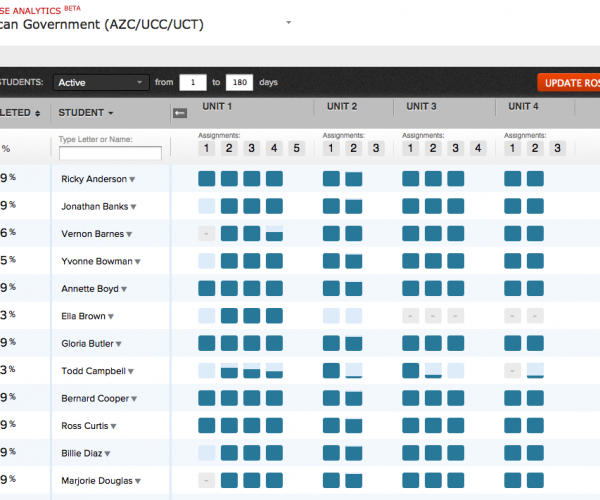 SE ANALYTICS BETA
can Government (AZC/UCC/UCT)
STUDENTS: Active from 1 to 180 days UPDATE ROS
LETED STUDENT UNIT 1 UNIT 2 UNIT 3 UNIT 4
% Type Letter or Name: Assignments: 1 2 3 4 5 Assignments: 1 2 3 Assignments: 1 2 3 4 Assignments: 1 2 3
9% Ricky Anderson
9% Jonathan Banks
6% Vernon Barnes -
5% Yvonne Bowman
9% Annette Boyd
3% Ella Brown - - - - -
9% Gloria Butler
3% Todd Campbell -
9% Bernard Cooper
9% Ross Curtis
9% Billie Diaz
9% Marjorie Douglas -